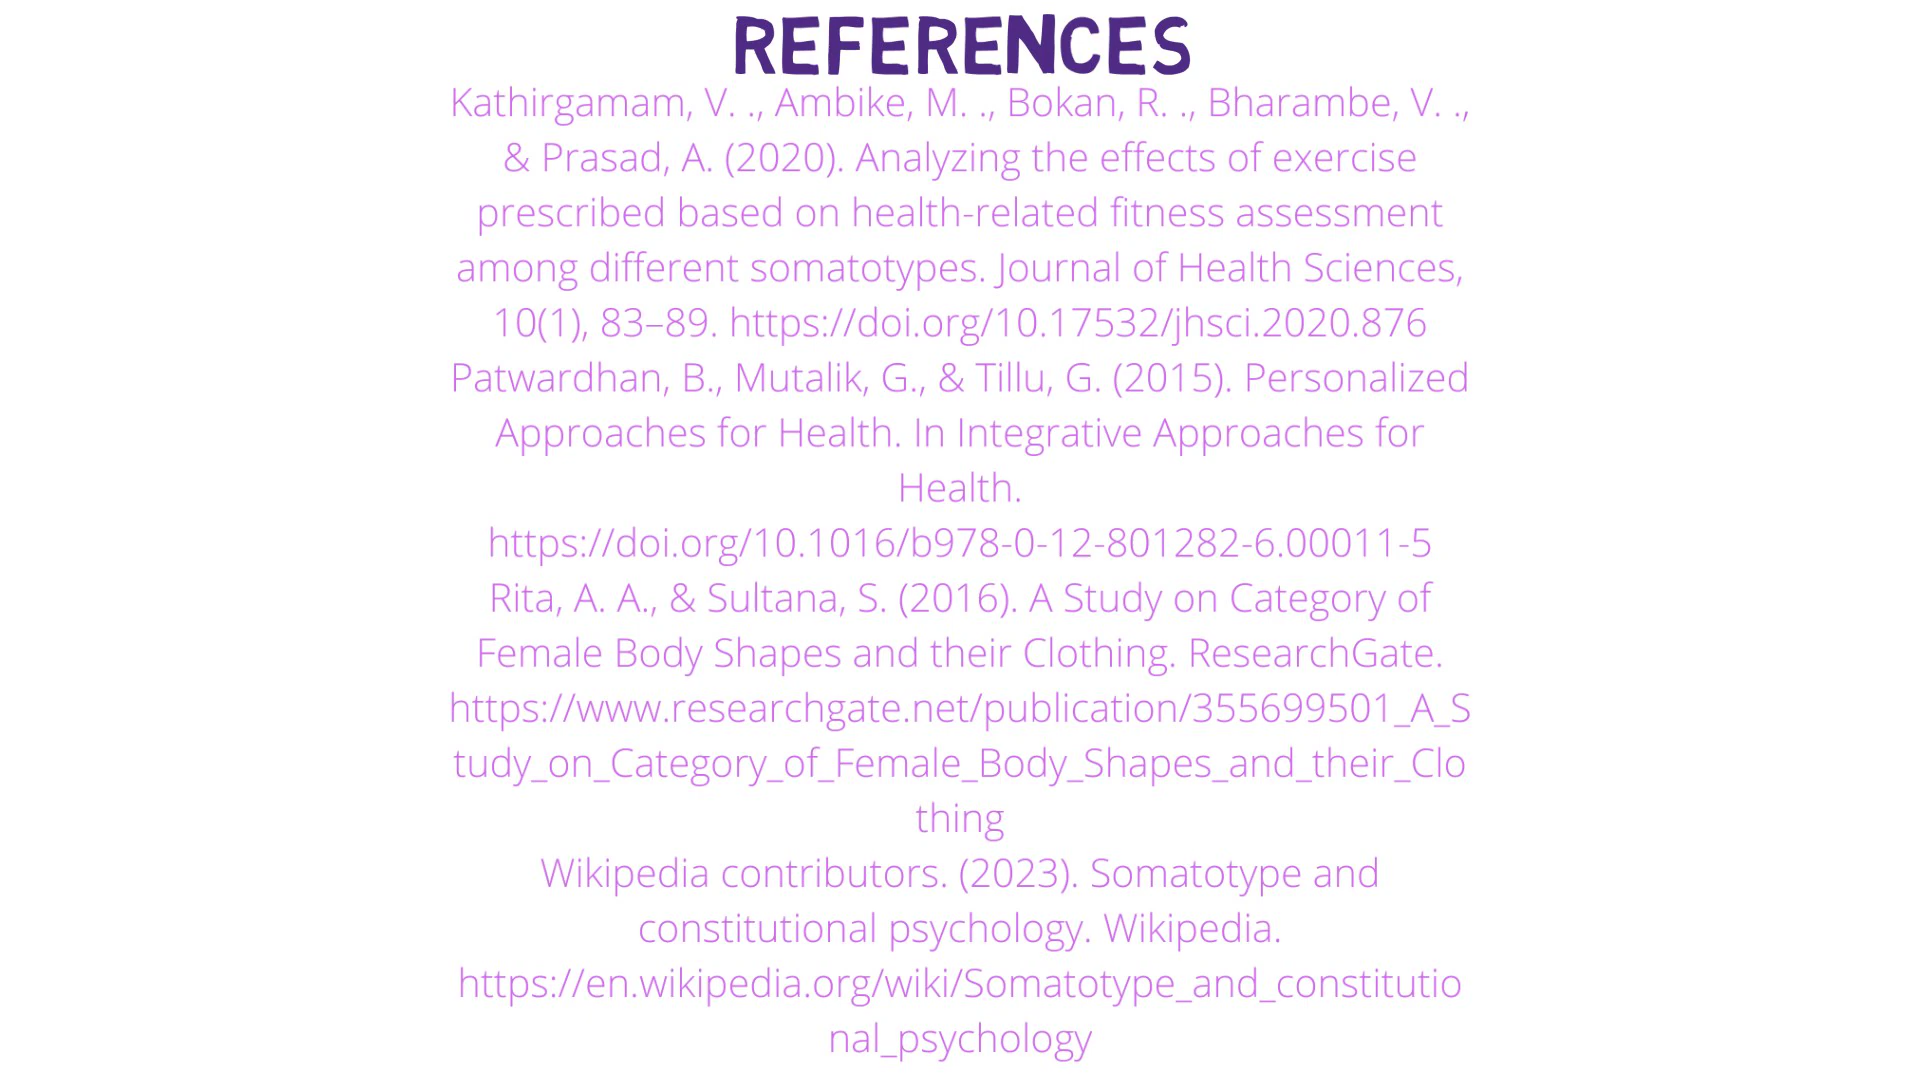 REFERENCES
Kathirgamam, V. ., Ambike, M. ., Bokan, R. ., Bharambe, V. .,
& Prasad, A. (2020). Analyzing the effects of exercise
prescribed based on health-related fitness assessment
among different somatotypes. Journal of Health Sciences,
10(1), 83–89. https://doi.org/10.17532/jhsci.2020.876
Patwardhan, B., Mutalik, G., & Tillu, G. (2015). Personalized
Approaches for Health. In Integrative Approaches for
Health.
https://doi.org/10.1016/b978-0-12-801282-6.00011-5
Rita, A. A., & Sultana, S. (2016). A Study on Category of
Female Body Shapes and their Clothing. ResearchGate.
https://www.researchgate.net/publication/355699501_A_S
tudy_on_Category_of_Female_Body_Shapes_and_their_Clo
thing
Wikipedia contributors. (2023). Somatotype and
constitutional psychology. Wikipedia.
https://en.wikipedia.org/wiki/Somatotype_and_constitutio
nal_psychology